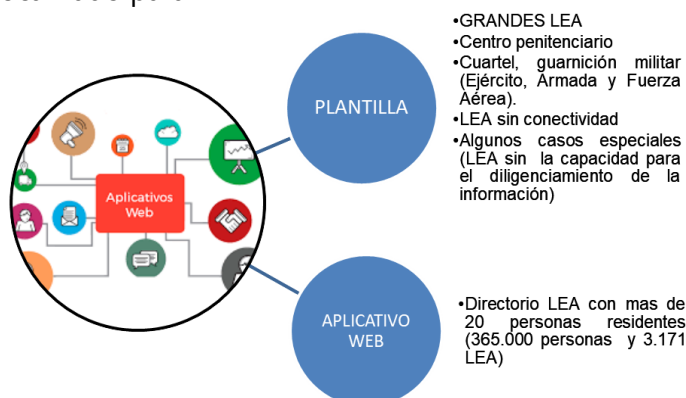 •GRANDES LEA
•Centro penitenciario
•Cuartel, guarnición militar
(Ejército, Armada y Fuerza
Aérea).
•LEA sin conectividad
•Algunos casos especiales
(LEA sin la capacidad para
el diligenciamiento de la
información)
PLANTILLA
Aplicativos
Web
APLICATIVO
WEB
•Directorio LEA con mas de
20 personas residentes
(365.000 personas y 3.171
LEA)